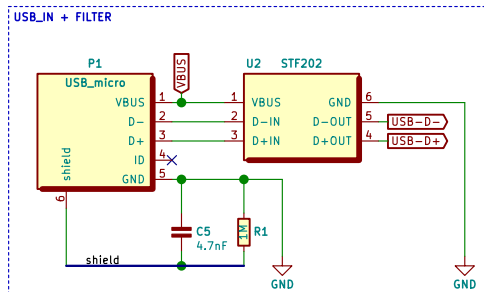 USB_IN + FILTER
P1
USB_micro
VBUS
U2 STF202
VBUS 1 1 VBUS GND 6
D- 2 2 D-IN D-OUT 5 USB-D-
D+ 3 3 D+IN D+OUT 4 USB-D+
ID 4
GND 5
shield
6
C5
4.7nF
1M
R1
shield
GND
GND